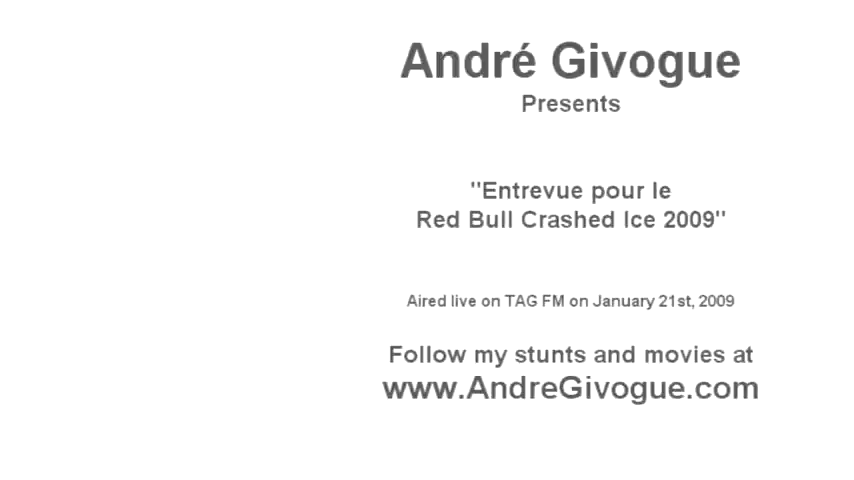 André Givogue
Presents
"Entrevue pour le
Red Bull Crashed Ice 2009"
Aired live on TAG FM on January 21st, 2009
Follow my stunts and movies at
www.AndreGivogue.com